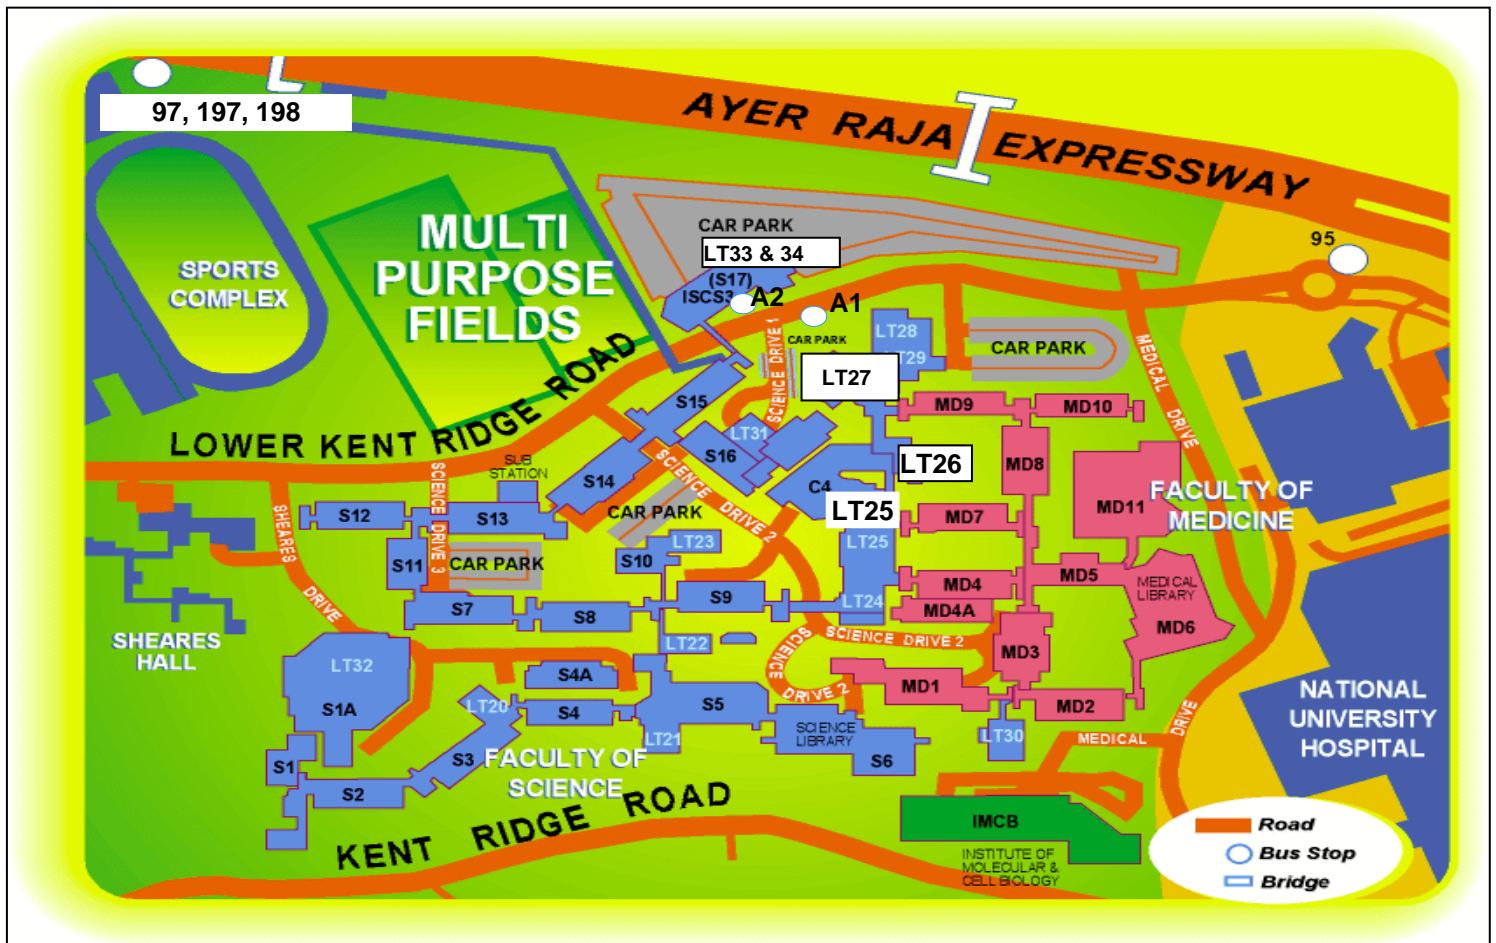 97, 197, 198
AYER RAJA EXPRESSWAY
CAR PARK
LT33 & 34
(S17)
ISCS3
A2
A1
95
MULTI
PURPOSE
FIELDS
SPORTS
COMPLEX
LOWER KENT RIDGE ROAD
SCIENCE DRIVE 1
CAR PARK
LT28
LT29
CAR PARK
LT27
MEDICAL DRIVE
S15
MD9
MD10
LT31
S16
LT26
MD8
SUB
STATION
S14
SCIENCE DRIVE 2
C4
LT25
MD11
FACULTY OF
MEDICINE
SHEARES DRIVE
S12
SCIENCE DRIVE 3
S13
CAR PARK
MD7
S11
CAR PARK
S10
LT23
LT25
MD5
MEDICAL
LIBRARY
MD4
S7
S8
S9
LT24
MD4A
MD6
SHEARES
HALL
LT22
SCIENCE DRIVE 2
SCIENCE DRIVE 2
MD3
LT32
S4A
MD1
S1A
LT20
S4
S5
MD2
NATIONAL
UNIVERSITY
HOSPITAL
SCIENCE
LIBRARY
LT21
LT30
MEDICAL DRIVE
S1
S3
FACULTY OF
SCIENCE
S6
S2
KENT RIDGE ROAD
IMCB
INSTITUTE OF
MOLECULAR &
CELL BIOLOGY
Road
Bus Stop
Bridge